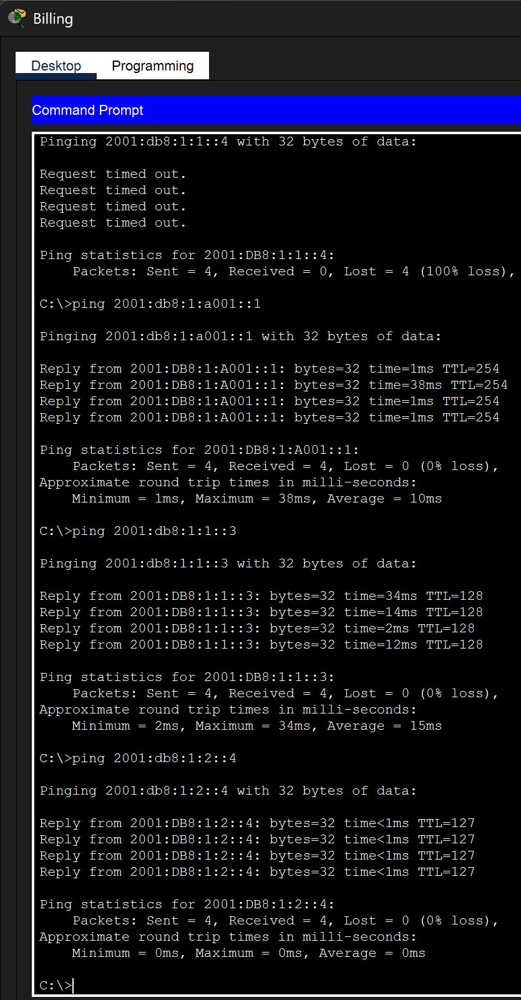 Billing
Desktop Programming
Command Prompt
Pinging 2001:db8:1:1::4 with 32 bytes of data:
Request timed out.
Request timed out.
Request timed out.
Request timed out.
Ping statistics for 2001:DB8:1:1::4:
    Packets: Sent = 4, Received = 0, Lost = 4 (100% loss),
C:\>ping 2001:db8:1:a001::1
Pinging 2001:db8:1:a001::1 with 32 bytes of data:
Reply from 2001:DB8:1:A001::1: bytes=32 time=1ms TTL=254
Reply from 2001:DB8:1:A001::1: bytes=32 time=38ms TTL=254
Reply from 2001:DB8:1:A001::1: bytes=32 time=1ms TTL=254
Reply from 2001:DB8:1:A001::1: bytes=32 time=1ms TTL=254
Ping statistics for 2001:DB8:1:A001::1:
    Packets: Sent = 4, Received = 4, Lost = 0 (0% loss),
Approximate round trip times in milli-seconds:
    Minimum = 1ms, Maximum = 38ms, Average = 10ms
C:\>ping 2001:db8:1:1::3
Pinging 2001:db8:1:1::3 with 32 bytes of data:
Reply from 2001:DB8:1:1::3: bytes=32 time=34ms TTL=128
Reply from 2001:DB8:1:1::3: bytes=32 time=14ms TTL=128
Reply from 2001:DB8:1:1::3: bytes=32 time=2ms TTL=128
Reply from 2001:DB8:1:1::3: bytes=32 time=12ms TTL=128
Ping statistics for 2001:DB8:1:1::3:
    Packets: Sent = 4, Received = 4, Lost = 0 (0% loss),
Approximate round trip times in milli-seconds:
    Minimum = 2ms, Maximum = 34ms, Average = 15ms
C:\>ping 2001:db8:1:2::4
Pinging 2001:db8:1:2::4 with 32 bytes of data:
Reply from 2001:DB8:1:2::4: bytes=32 time<1ms TTL=127
Reply from 2001:DB8:1:2::4: bytes=32 time<1ms TTL=127
Reply from 2001:DB8:1:2::4: bytes=32 time<1ms TTL=127
Reply from 2001:DB8:1:2::4: bytes=32 time<1ms TTL=127
Ping statistics for 2001:DB8:1:2::4:
    Packets: Sent = 4, Received = 4, Lost = 0 (0% loss),
Approximate round trip times in milli-seconds:
    Minimum = 0ms, Maximum = 0ms, Average = 0ms
C:\>